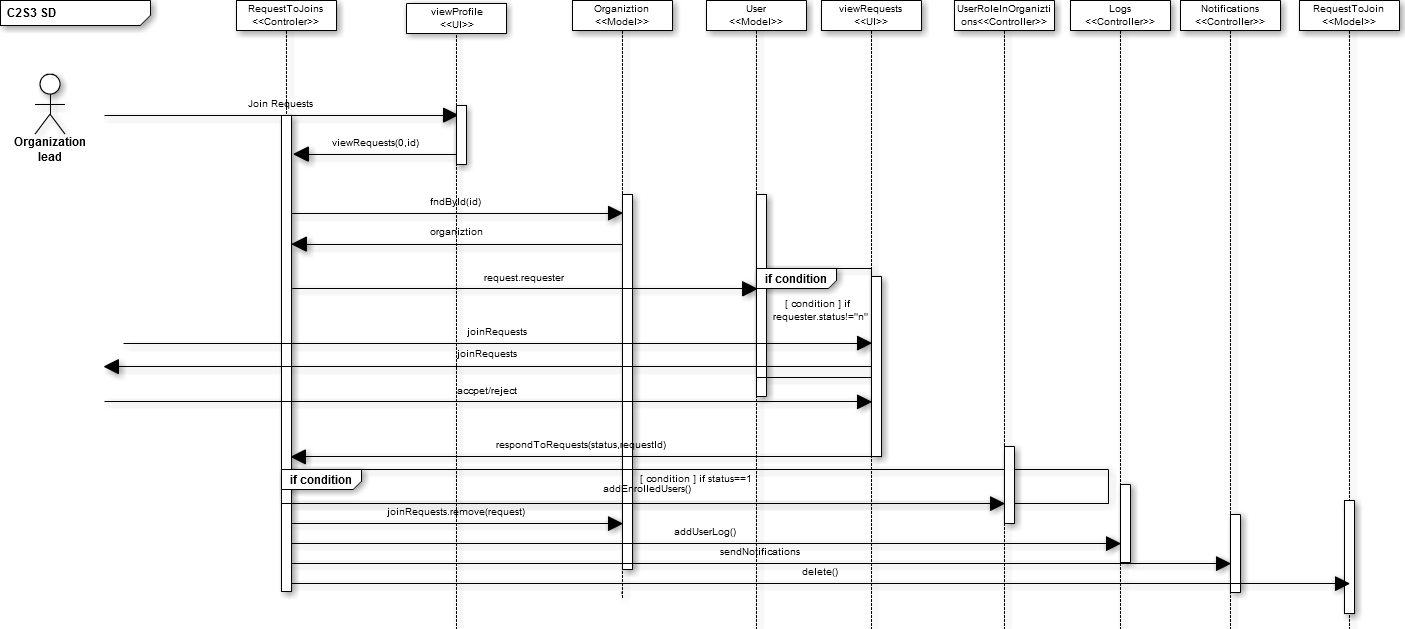 C2S3 SD
RequestToJoins
<<Controler>>
viewProfile
<<UI>>
Organiztion
<<Model>>
User
<<Model>>
viewRequests
<<UI>>
UserRoleInOrganizti
ons<<Controller>>
Logs
<<Controller>>
Notifications
<<Controller>>
RequestToJoin
<<Model>>
Organization
lead
Join Requests
viewRequests(0,id)
fndById(id)
organiztion
request.requester
if condition
[ condition ] if
requester.status!="n"
joinRequests
joinRequests
accpet/reject
respondToRequests(status,requestId)
if condition
[ condition ] if status==1
addEnrolledUsers()
joinRequests.remove(request)
addUserLog()
sendNotifications
delete()